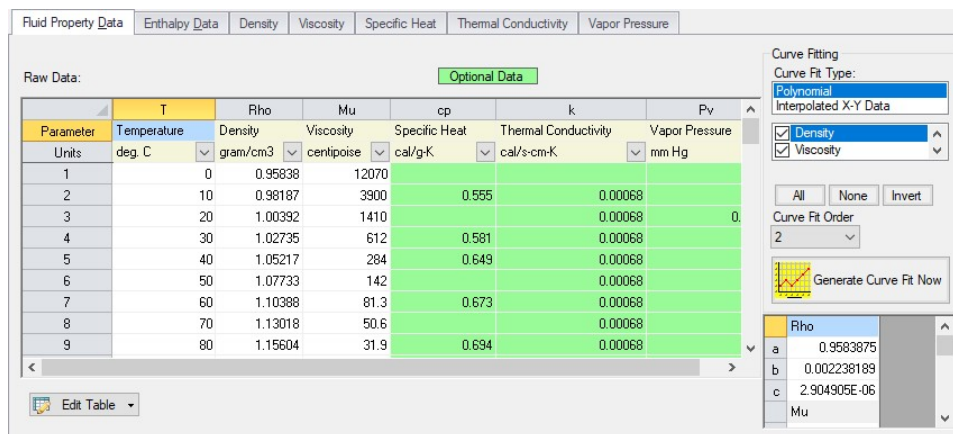 Fluid Property Data Enthalpy Data Density Viscosity Specific Heat Thermal Conductivity Vapor Pressure
Raw Data:
Optional Data
T Rho Mu cp k Pv
Parameter Temperature Density Viscosity Specific Heat Thermal Conductivity Vapor Pressure
Units deg. C gram/cm3 centipoise cal/g-K cal/s-cm-K mm Hg
1 0 0.95838 12070
2 10 0.98187 3900 0.555 0.00068
3 20 1.00392 1410 0.00068 0.
4 30 1.02735 612 0.581 0.00068
5 40 1.05217 284 0.649 0.00068
6 50 1.07733 142 0.00068
7 60 1.10388 81.3 0.673 0.00068
8 70 1.13018 50.6 0.00068
9 80 1.15604 31.9 0.694 0.00068
Edit Table
Curve Fitting
Curve Fit Type:
Polynomial
Interpolated X-Y Data
Density
Viscosity
All None Invert
Curve Fit Order
2
Generate Curve Fit Now
Rho
a 0.9583875
b 0.002238189
c 2.904905E-06
Mu